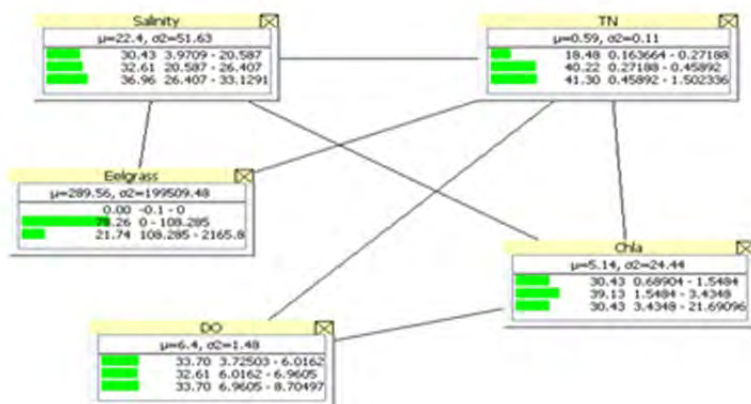 Salinity
μ=22.4, σ2=51.63
30.43 3.9709 - 20.587
32.61 20.587 - 26.407
36.96 26.407 - 33.1291
TN
μ=0.59, σ2=0.11
18.48 0.163664 - 0.27188
40.22 0.27188 - 0.45892
41.30 0.45892 - 1.502336
Eelgrass
μ=289.56, σ2=199509.48
0.00 -0.1 - 0
78.26 0 - 108.285
21.74 108.285 - 2165.8
Chla
μ=5.14, σ2=24.44
30.43 0.68904 - 1.5484
39.13 1.5484 - 3.4348
30.43 3.4348 - 21.69096
DO
μ=6.4, σ2=1.48
33.70 3.72503 - 6.0162
32.61 6.0162 - 6.9605
33.70 6.9605 - 8.70497